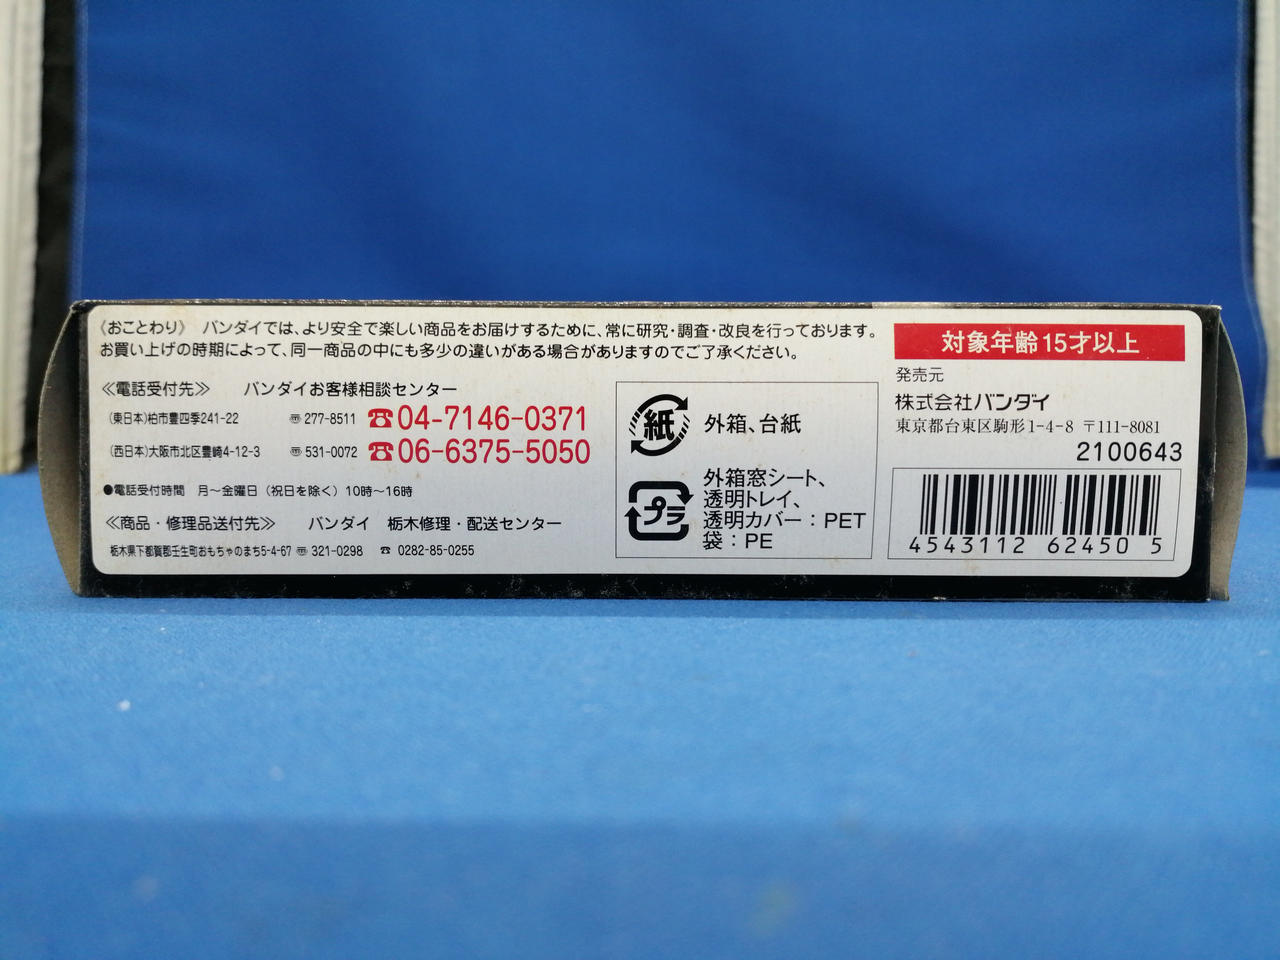 《おことわり》 バンダイでは、より安全で楽しい商品をお届けするために、常に研究・調査・改良を行っております。
お買い上げの時期によって、同一商品の中にも多少の違いがある場合がありますのでご了承ください。
≪電話受付先≫ バンダイお客様相談センター
(東日本)柏市豊四季241-22 〠277-8511 ☎04-7146-0371
(西日本)大阪市北区豊崎4-12-3 〠531-0072 ☎06-6375-5050
●電話受付時間 月〜金曜日(祝日を除く)10時〜16時
≪商品・修理品送付先≫ バンダイ 栃木修理・配送センター
栃木県下都賀郡壬生町おもちゃのまち5-4-67 〠321-0298 ☎ 0282-85-0255
紙
外箱、台紙
プラ
外箱窓シート、
透明トレイ、
透明カバー:PET
袋:PE
対象年齢15才以上
発売元
株式会社バンダイ
東京都台東区駒形1-4-8 〒111-8081
2100643
4543112 62450 5